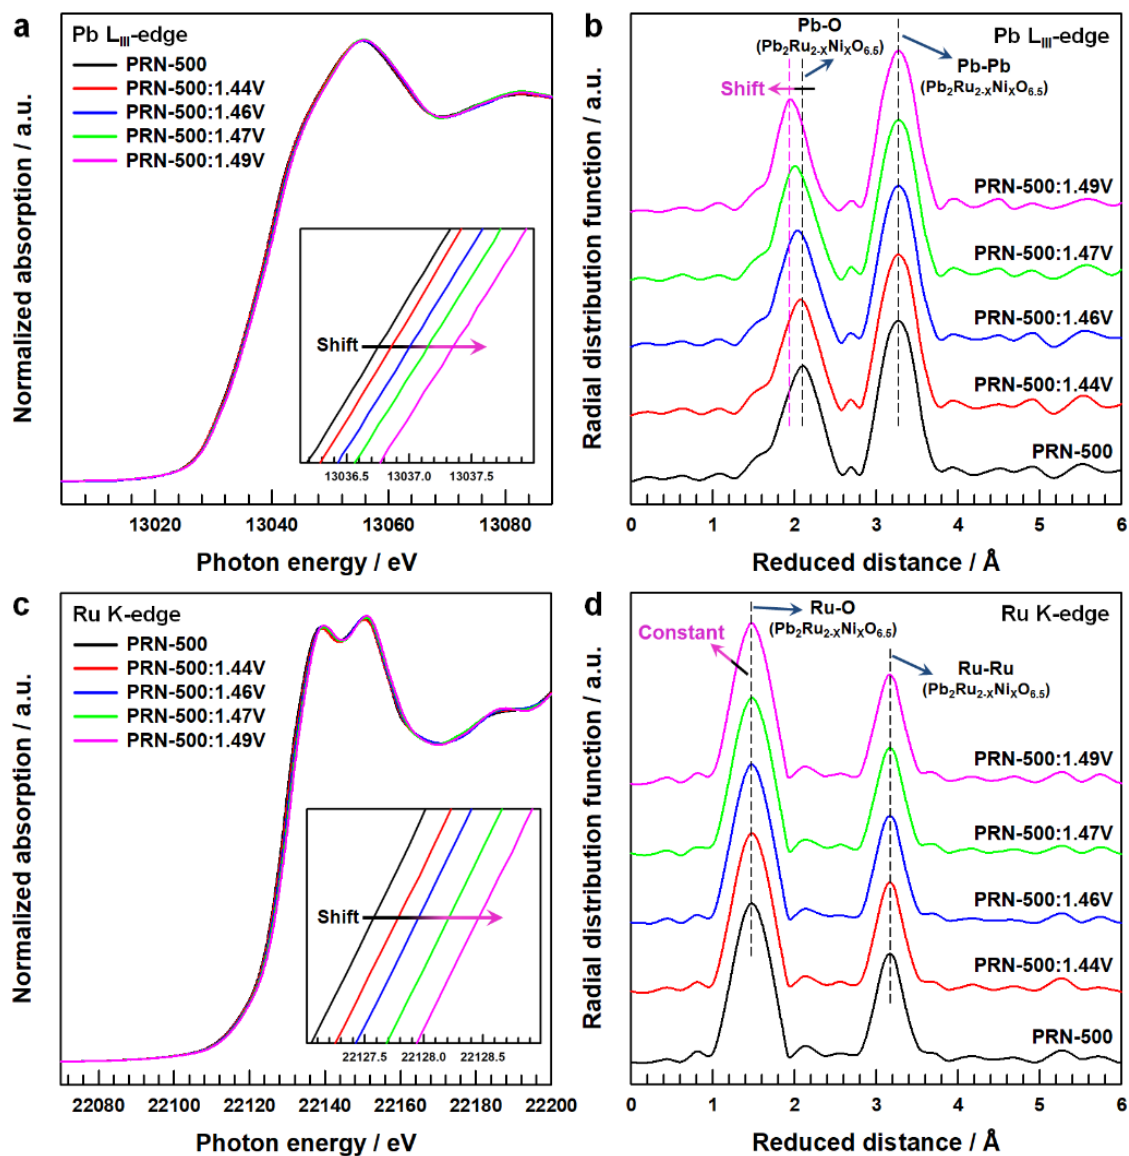 a
Pb L_III-edge
PRN-500
PRN-500:1.44V
PRN-500:1.46V
PRN-500:1.47V
PRN-500:1.49V
Shift
13036.5 13037.0 13037.5
13020 13040 13060 13080
Photon energy / eV
Normalized absorption / a.u.
b
Pb-O
(Pb₂Ru₂₋ₓNiₓO₆.₅)
Pb L_III-edge
Pb-Pb
(Pb₂Ru₂₋ₓNiₓO₆.₅)
Shift
PRN-500:1.49V
PRN-500:1.47V
PRN-500:1.46V
PRN-500:1.44V
PRN-500
0 1 2 3 4 5 6
Reduced distance / Å
Radial distribution function / a.u.
c
Ru K-edge
PRN-500
PRN-500:1.44V
PRN-500:1.46V
PRN-500:1.47V
PRN-500:1.49V
Shift
22127.5 22128.0 22128.5
22080 22100 22120 22140 22160 22180 22200
Photon energy / eV
Normalized absorption / a.u.
d
Ru-O
(Pb₂Ru₂₋ₓNiₓO₆.₅)
Ru K-edge
Constant
Ru-Ru
(Pb₂Ru₂₋ₓNiₓO₆.₅)
PRN-500:1.49V
PRN-500:1.47V
PRN-500:1.46V
PRN-500:1.44V
PRN-500
0 1 2 3 4 5 6
Reduced distance / Å
Radial distribution function / a.u.